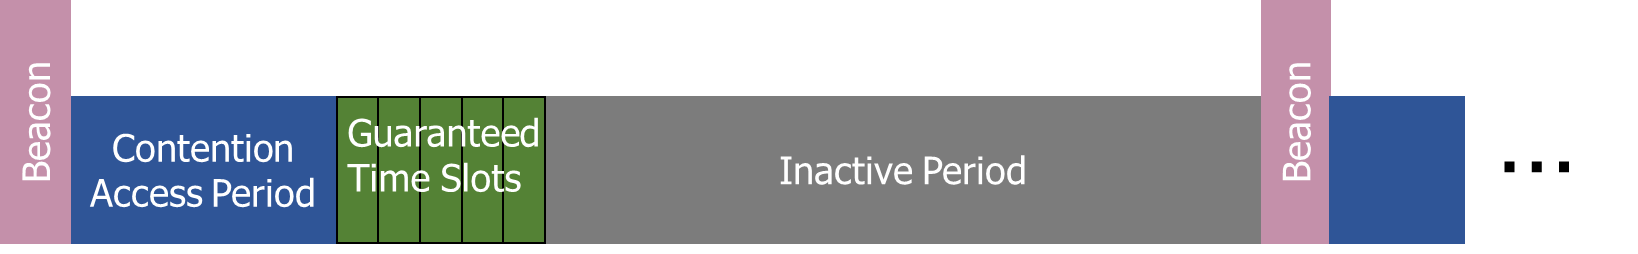 Beacon
Contention
Access Period
Guaranteed
Time Slots
Inactive Period
Beacon
...